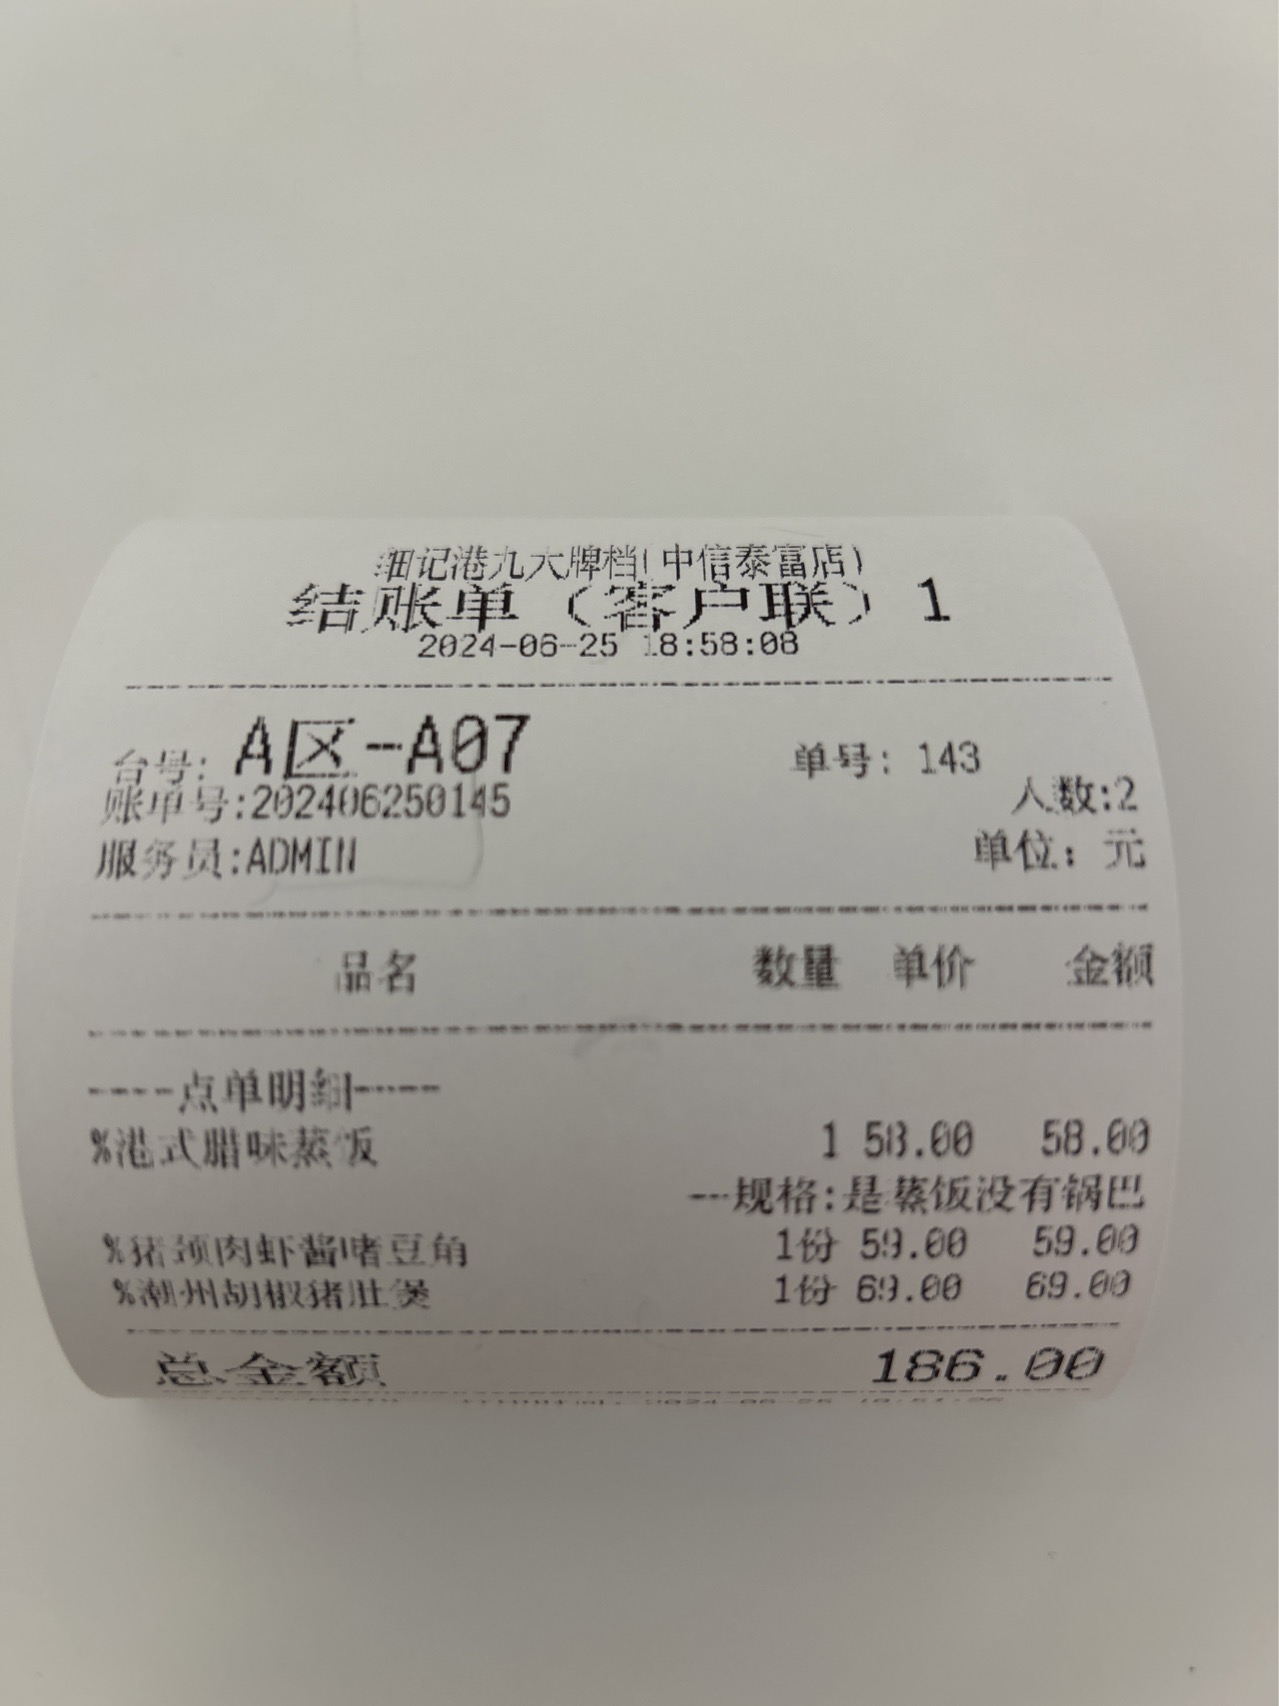 细记港九大牌档(中信泰富店)
结账单（客户联）1
2024-06-25 18:58:08
台号: A区-A07 单号: 143
账单号:202406250145 人数:2
服务员:ADMIN 单位：元
品名 数量 单价 金额
----点单明细-----
%港式腊味蒸饭 1 58.00 58.00
---规格:是蒸饭没有锅巴
%猪颈肉虾酱啫豆角 1份 59.00 59.00
%潮州胡椒猪肚煲 1份 69.00 69.00
总金额 186.00